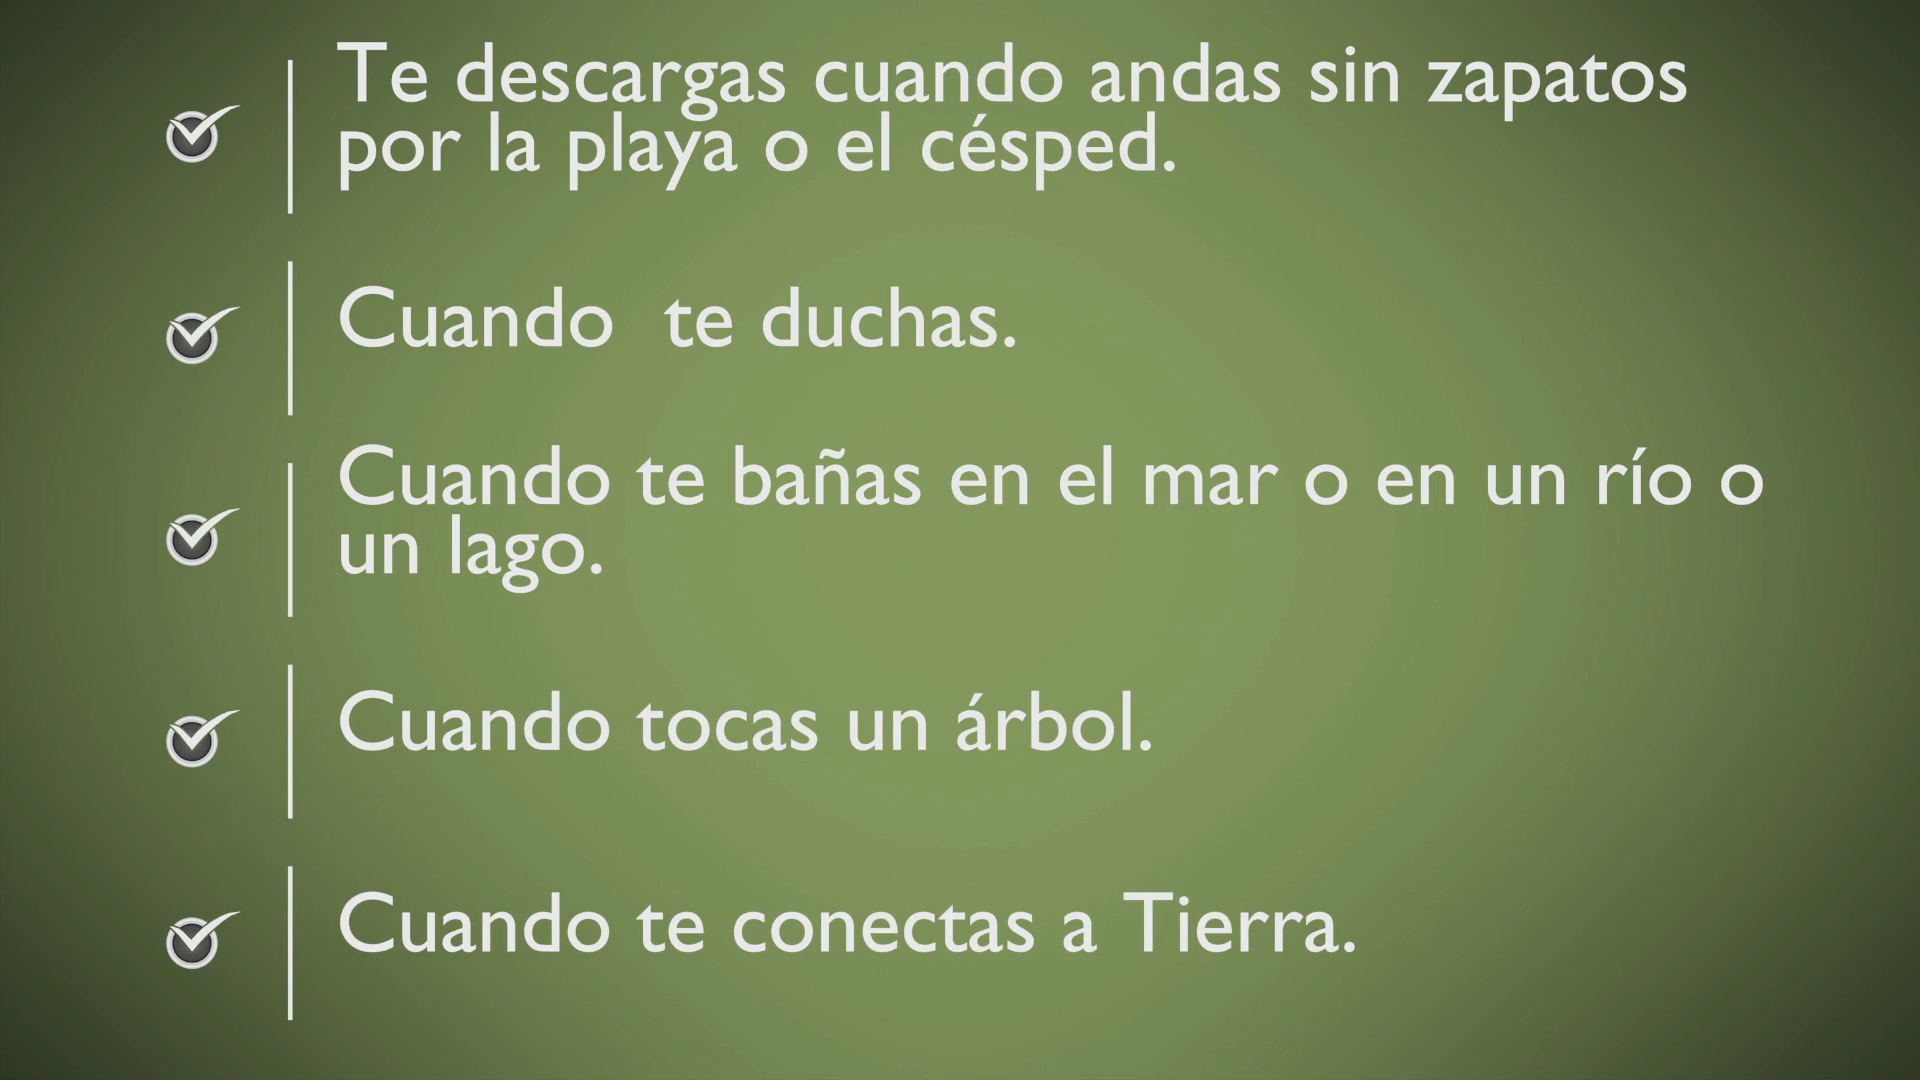 Te descargas cuando andas sin zapatos
por la playa o el césped.
Cuando  te duchas.
Cuando te bañas en el mar o en un río o
un lago.
Cuando tocas un árbol.
Cuando te conectas a Tierra.